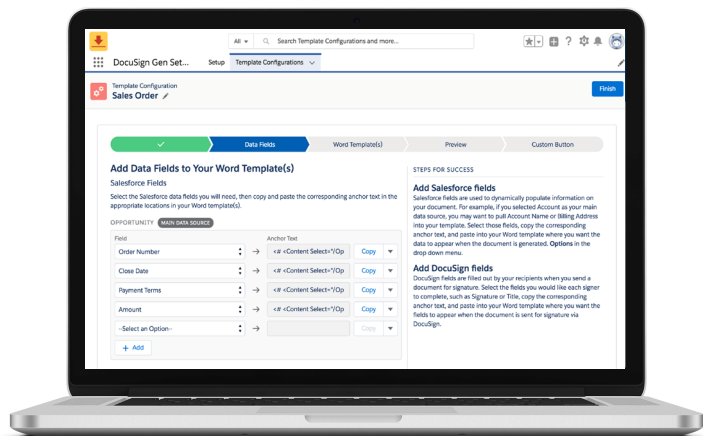 All
Search Template Configurations and more...
DocuSign Gen Set...
Setup
Template Configurations
Template Configuration
Sales Order
Finish
Data Fields
Word Template(s)
Preview
Custom Button
Add Data Fields to Your Word Template(s)
Salesforce Fields
Select the Salesforce data fields you will need, then copy and paste the corresponding anchor text in the
appropriate locations in your Word template(s).
OPPORTUNITY MAIN DATA SOURCE
Field
Anchor Text
Order Number
<# <Content Select="/Op
Copy
Close Date
<# <Content Select="/Op
Copy
Payment Terms
<# <Content Select="/Op
Copy
Amount
<# <Content Select="/Op
Copy
--Select an Option--
Copy
+ Add
STEPS FOR SUCCESS
Add Salesforce fields
Salesforce fields are used to dynamically populate information on
your document. For example, if you selected Account as your main
data source, you may want to pull Account Name or (Billing Address
into your template. Select those fields, copy the corresponding
anchor text, and paste into your Word template where you want the
data to appear when the document is generated. Options in the
drop down menu.
Add DocuSign fields
DocuSign fields are filled out by your recipients when you send a
document for signature. Select the fields you would like each signer
to complete, such as Signature or Title, copy the corresponding
anchor text, and paste into your Word template where you want the
fields to appear when the document is sent for signature via
DocuSign.